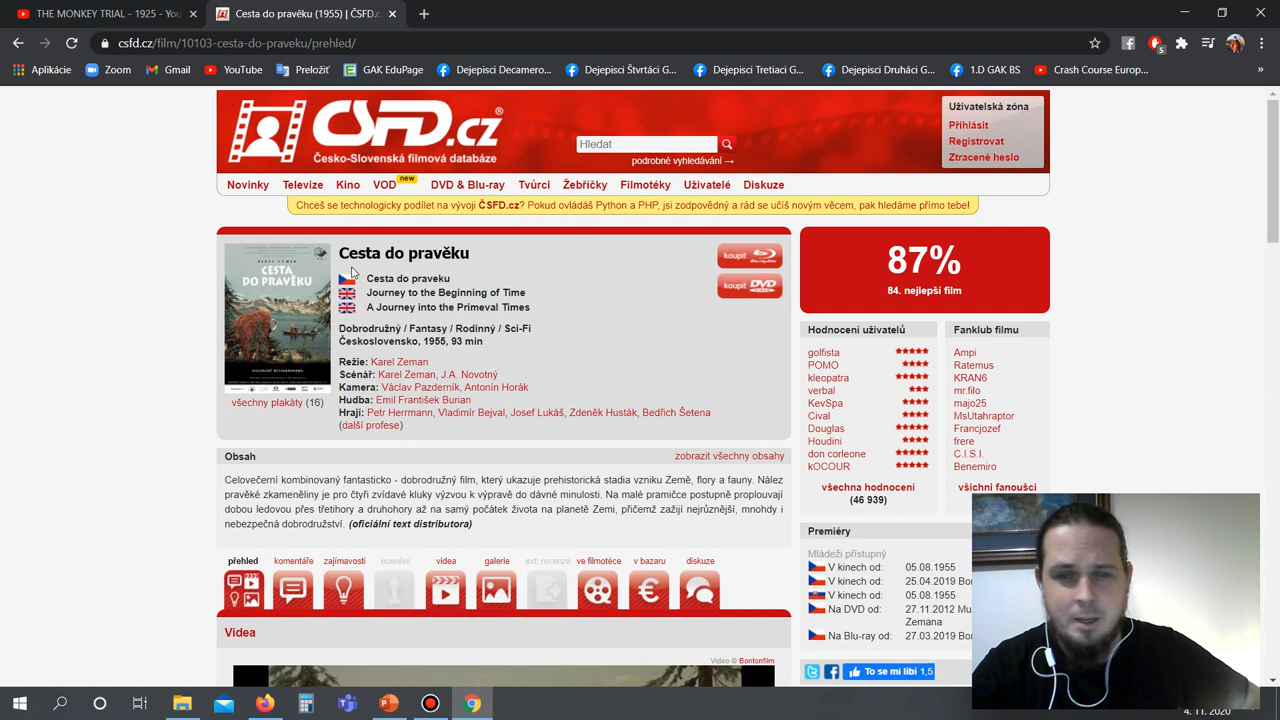 THE MONKEY TRIAL - 1925 - You
Cesta do pravěku (1955) | ČSFD.c
csfd.cz/film/10103-cesta-do-praveku/prehled/
Aplikácie
Zoom
Gmail
YouTube
Preložiť
GAK EduPage
Dejepisci Decamero...
Dejepisci Štvrtáci G...
Dejepisci Tretiaci G...
Dejepisci Druháci G...
1.D GAK BS
Crash Course Europ...
ČSFD.cz®
Česko-Slovenská filmová databáze
Hledat
podrobné vyhledávání →
Uživatelská zóna
Přihlásit
Registrovat
Ztracené heslo
Novinky Televize Kino VOD new DVD & Blu-ray Tvůrci Žebříčky Filmotéky Uživatelé Diskuze
Chceš se technologicky podílet na vývoji ČSFD.cz? Pokud ovládáš Python a PHP, jsi zodpovědný a rád se učíš novým věcem, pak hledáme přímo tebe!
KAREL ZEMAN
CESTA
DO PRAVĚKU
DIGITÁLNĚ RESTAUROVÁNO
všechny plakáty (16)
Cesta do pravěku
Cesta do praveku
Journey to the Beginning of Time
A Journey into the Primeval Times
Dobrodružný / Fantasy / Rodinný / Sci-Fi
Československo, 1955, 93 min
Režie: Karel Zeman
Scénář: Karel Zeman, J.A. Novotný
Kamera: Václav Pazderník, Antonín Horák
Hudba: Emil František Burian
Hrají: Petr Herrmann, Vladimír Bejval, Josef Lukáš, Zdeněk Husták, Bedřich Šetena
(další profese)
koupit Blu-ray Disc
koupit DVD VIDEO
87%
84. nejlepší film
Hodnocení uživatelů
golfista
POMO
kleopatra
verbal
KevSpa
Cival
Douglas
Houdini
don corleone
kOCOUR
všechna hodnocení
(46 939)
Fanklub filmu
Ampi
Ratemus
KRAN6
mr.filo
majo25
MsUtahraptor
Francjozef
frere
C.I.S.I.
Benemiro
všichni fanoušci
Obsah
zobrazit všechny obsahy
Celovečerní kombinovaný fantasticko - dobrodružný film, který ukazuje prehistorická stadia vzniku Země, flory a fauny. Nález
pravěké zkameněliny je pro čtyři zvídavé kluky výzvou k výpravě do dávné minulosti. Na malé pramičce postupně proplouvají
dobou ledovou přes třetihory a druhohory až na samý počátek života na planetě Zemi, přičemž zažijí nejrůznější, mnohdy i
nebezpečná dobrodružství. (oficiální text distributora)
přehled komentáře zajímavosti ocenění videa galerie ext. recenze ve filmotéce v bazaru diskuze
Videa
Video © Bontonfilm
Premiéry
Mládeži přístupný
V kinech od: 05.08.1955
V kinech od: 25.04.2019 Bon
V kinech od: 05.08.1955
Na DVD od: 27.11.2012 Mu
Zemana
Na Blu-ray od: 27.03.2019 Bon
To se mi líbí 1,5
4. 11. 2020